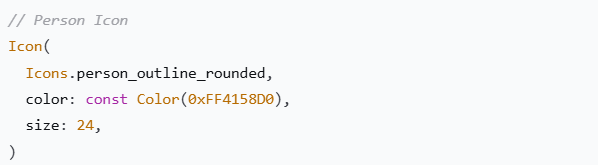 // Person Icon
Icon(
  Icons.person_outline_rounded,
  color: const Color(0xFF4158D0),
  size: 24,
)